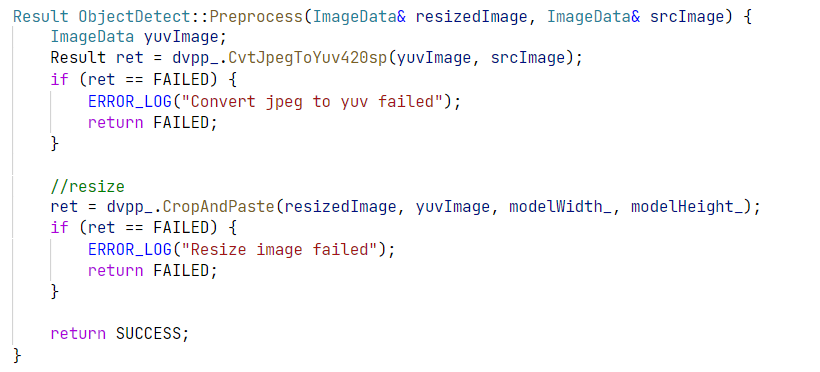 Result ObjectDetect::Preprocess(ImageData& resizedImage, ImageData& srcImage) {
    ImageData yuvImage;
    Result ret = dvpp_.CvtJpegToYuv420sp(yuvImage, srcImage);
    if (ret == FAILED) {
        ERROR_LOG("Convert jpeg to yuv failed");
        return FAILED;
    }

    //resize
    ret = dvpp_.CropAndPaste(resizedImage, yuvImage, modelWidth_, modelHeight_);
    if (ret == FAILED) {
        ERROR_LOG("Resize image failed");
        return FAILED;
    }

    return SUCCESS;
}